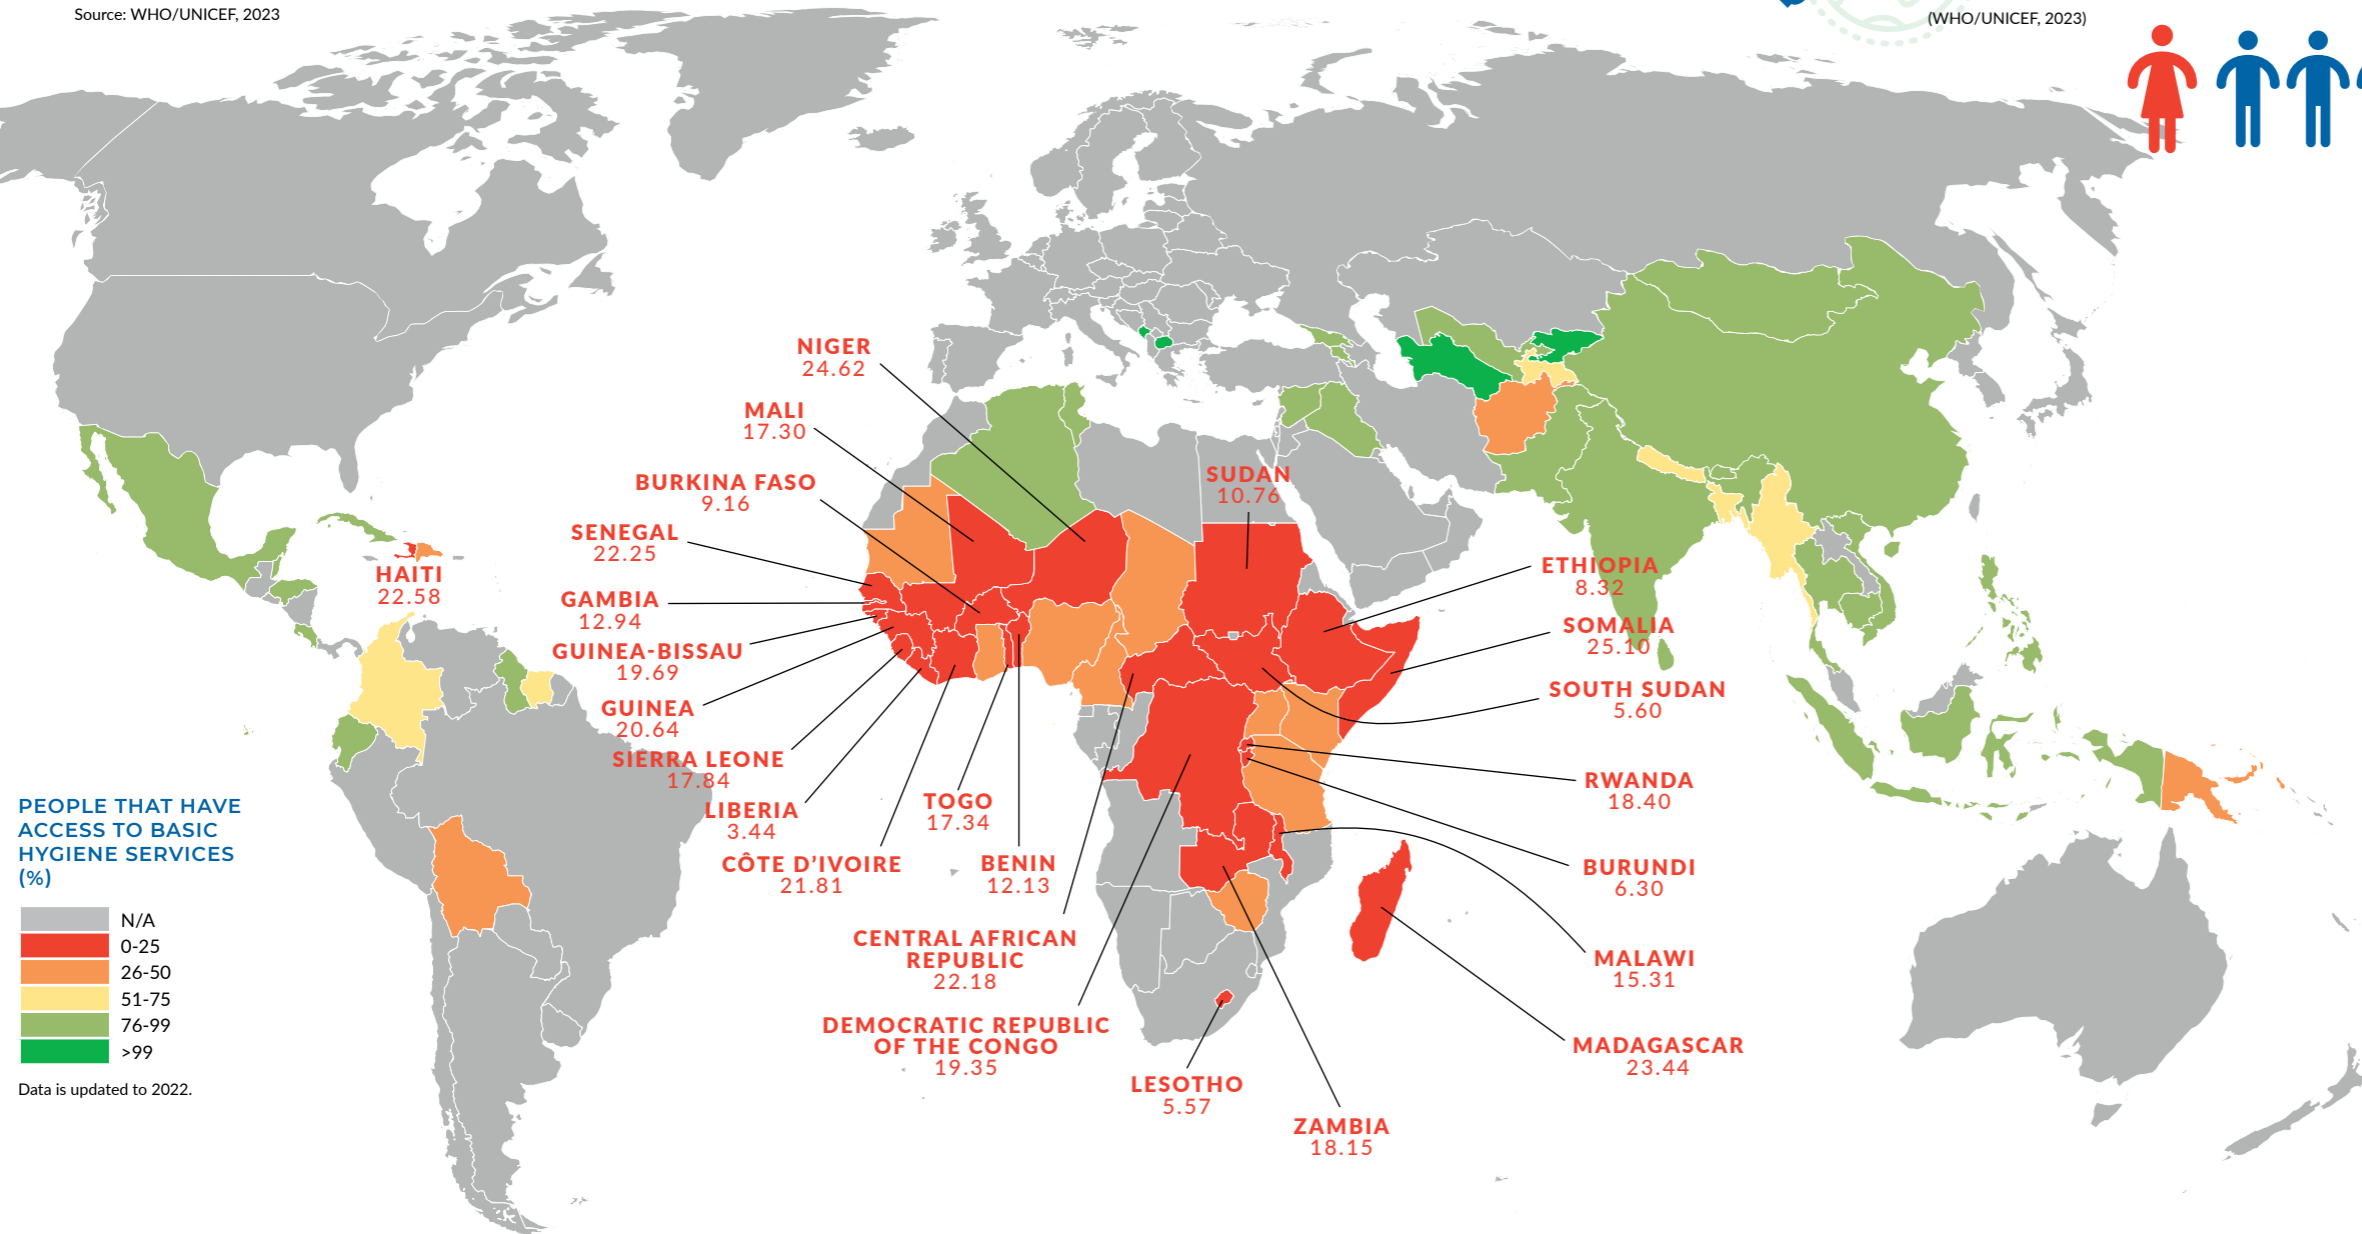 Source: WHO/UNICEF, 2023
(WHO/UNICEF, 2023)
NIGER
24.62
MALI
17.30
BURKINA FASO
9.16
SENEGAL
22.25
GAMBIA
12.94
GUINEA-BISSAU
19.69
GUINEA
20.64
SIERRA LEONE
17.84
LIBERIA
3.44
CÔTE D'IVOIRE
21.81
TOGO
17.34
BENIN
12.13
CENTRAL AFRICAN
REPUBLIC
22.18
DEMOCRATIC REPUBLIC
OF THE CONGO
19.35
LESOTHO
5.57
ZAMBIA
18.15
HAITI
22.58
SUDAN
10.76
ETHIOPIA
8.32
SOMALIA
25.10
SOUTH SUDAN
5.60
RWANDA
18.40
BURUNDI
6.30
MALAWI
15.31
MADAGASCAR
23.44
PEOPLE THAT HAVE
ACCESS TO BASIC
HYGIENE SERVICES
(%)
N/A
0-25
26-50
51-75
76-99
>99
Data is updated to 2022.